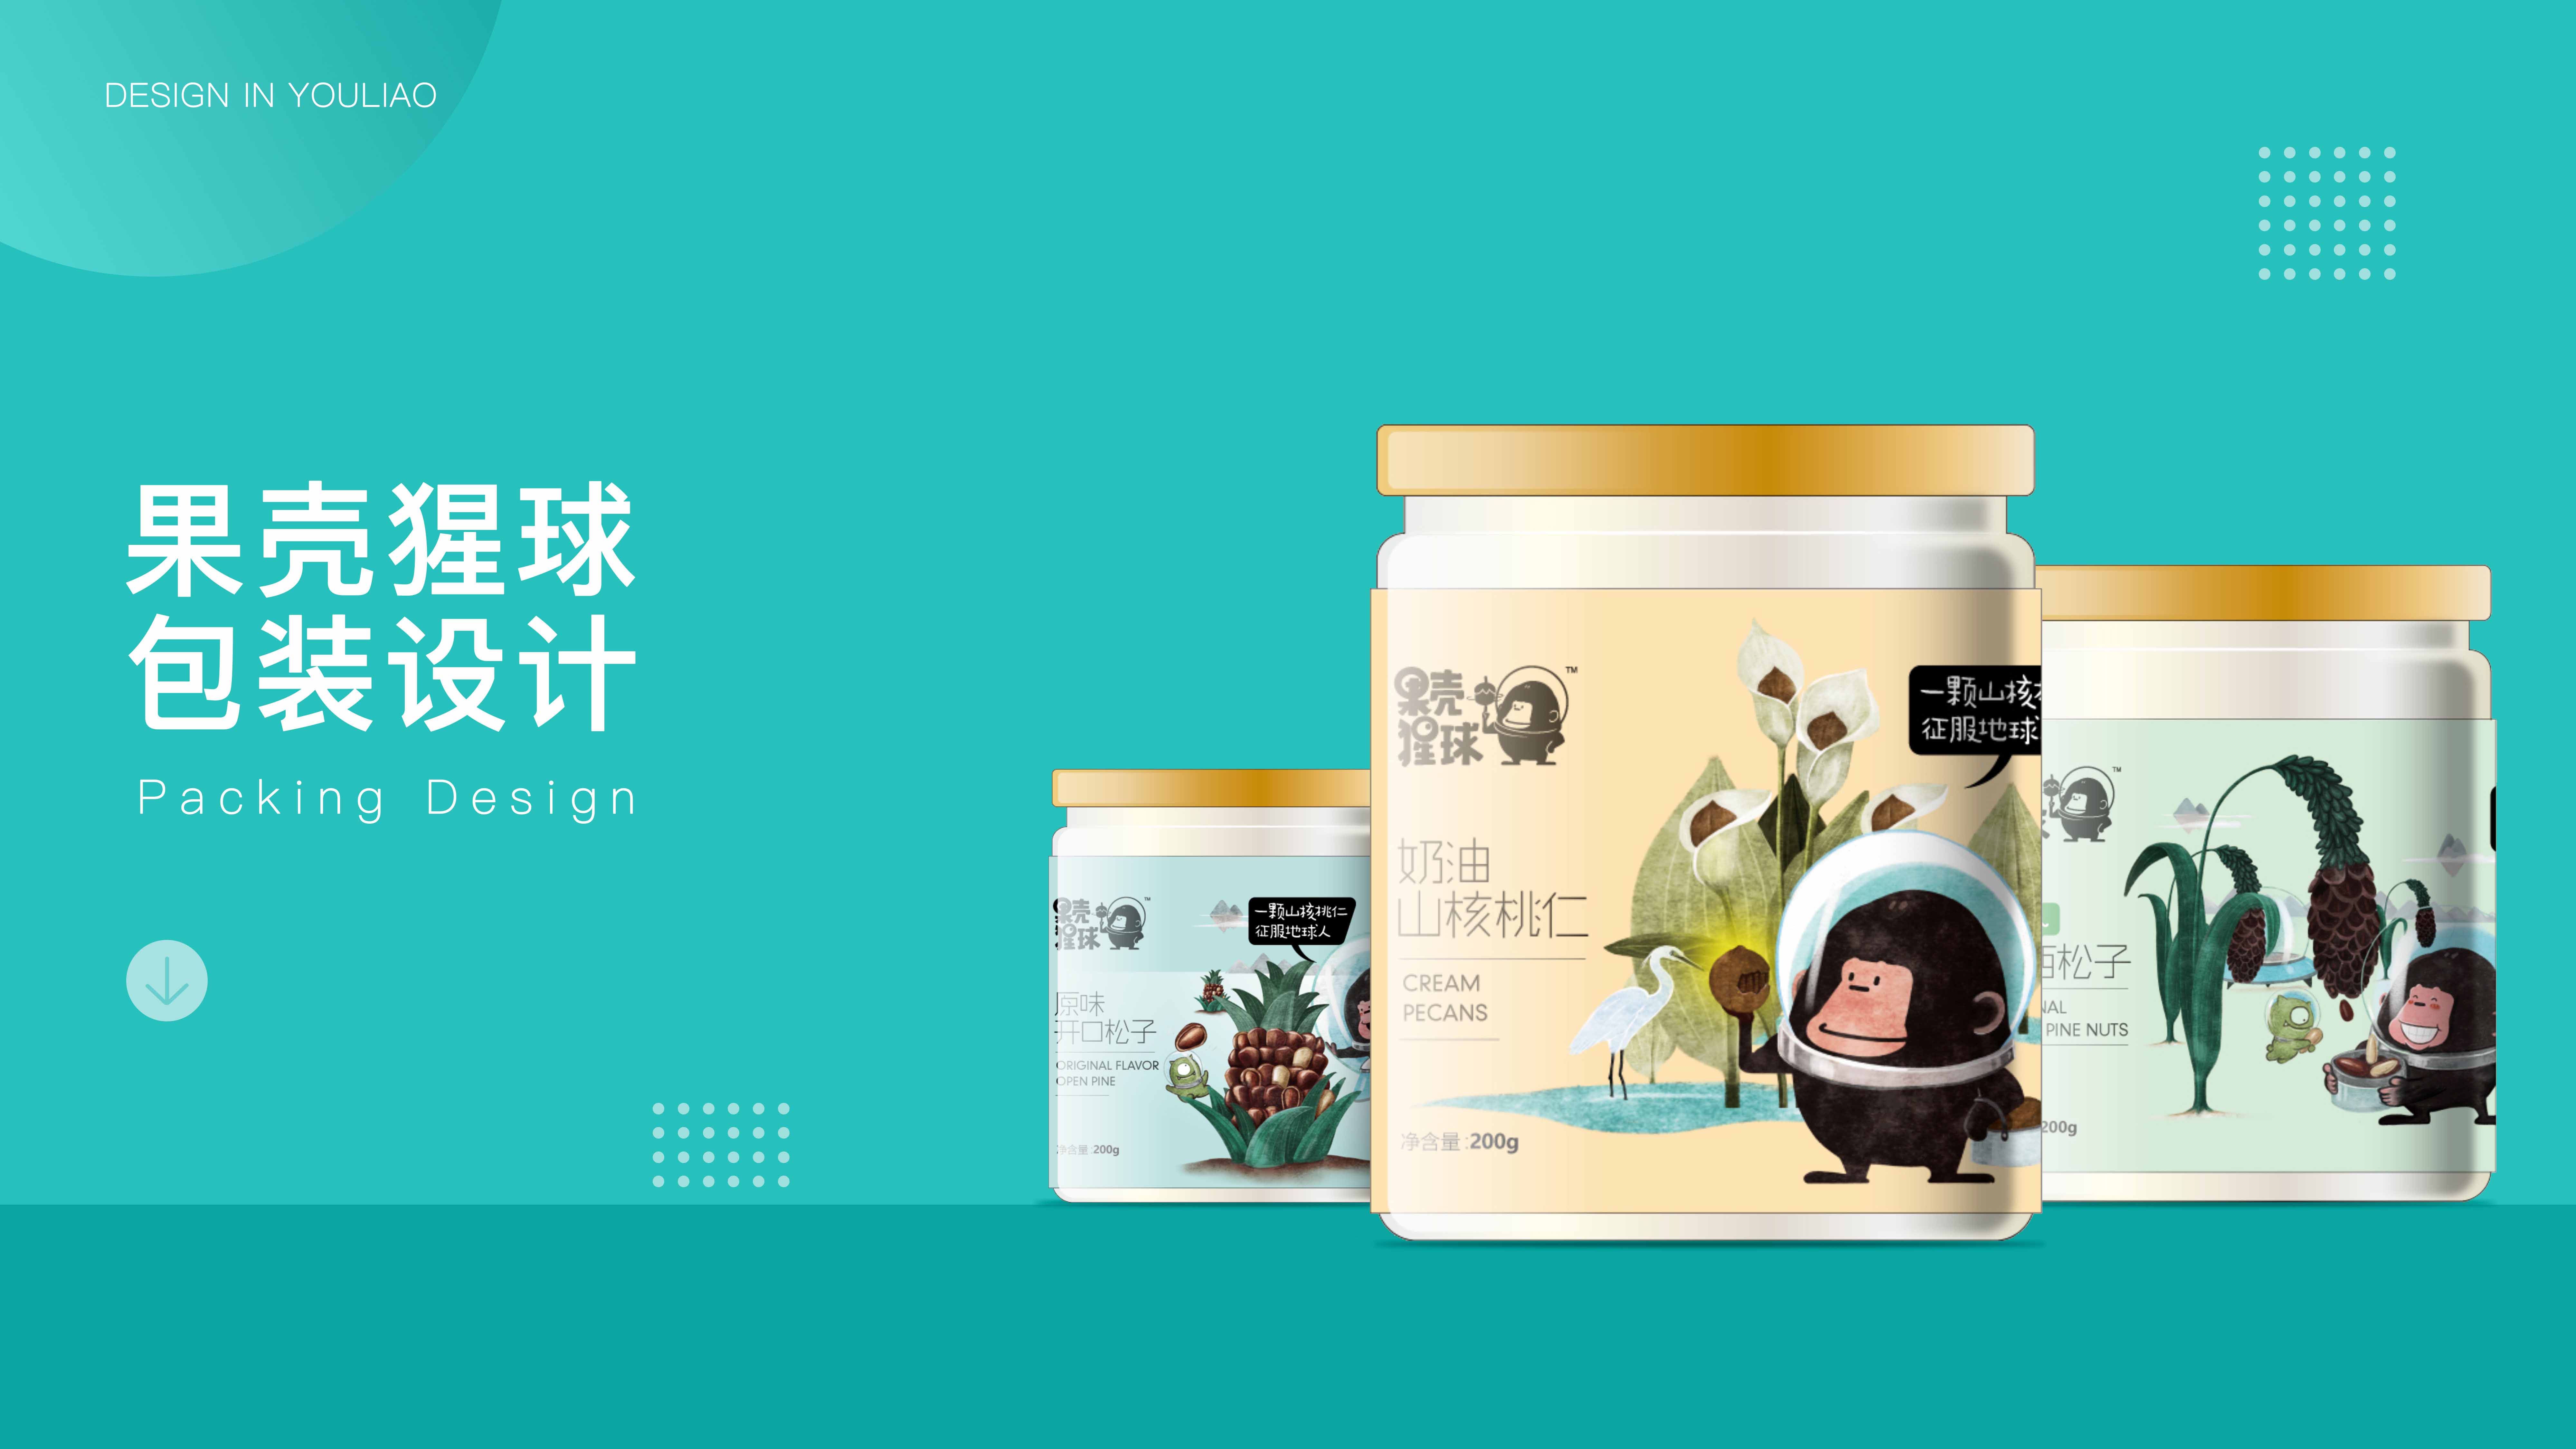 DESIGN IN YOULIAO
果壳猩球
包装设计
Packing Design
果壳
猩球
TM
一颗山核桃仁
征服地球人
原味
开口松子
ORIGINAL FLAVOR
OPEN PINE
净含量:200g
果壳
猩球
TM
一颗山核
征服地球
奶油
山核桃仁
CREAM
PECANS
净含量:200g
TM
松子
NAL
PINE NUTS
200g